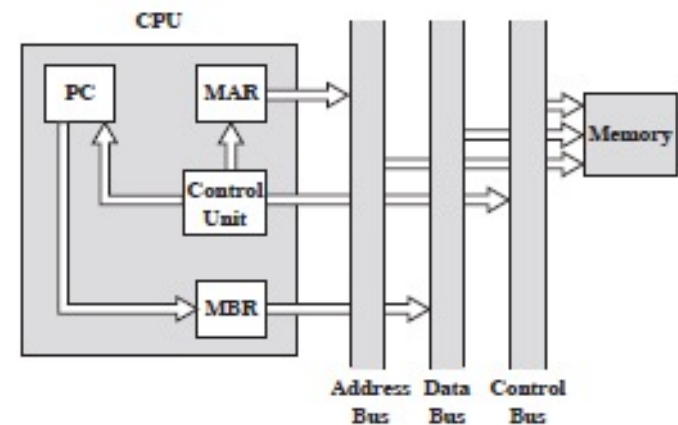 CPU
PC
MAR
Memory
Control
Unit
MBR
Address Data Control
Bus Bus Bus